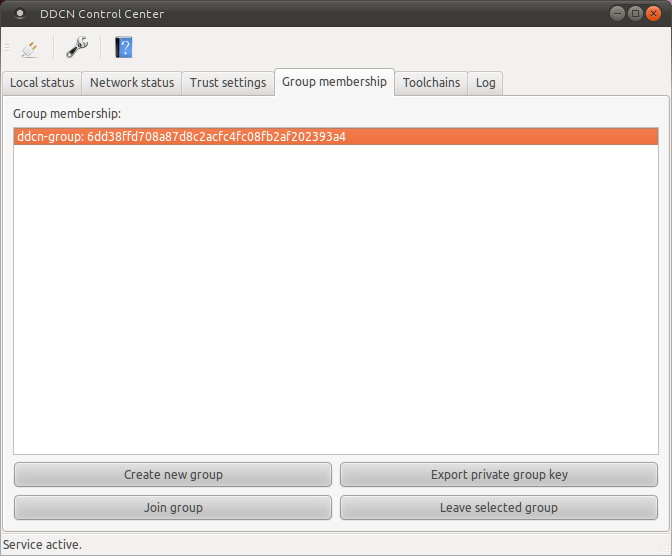 DDCN Control Center
?
Local status Network status Trust settings Group membership Toolchains Log
Group membership:
ddcn-group: 6dd38ffd708a87d8c2acfc4fc08fb2af202393a4
Create new group Export private group key
Join group Leave selected group
Service active.